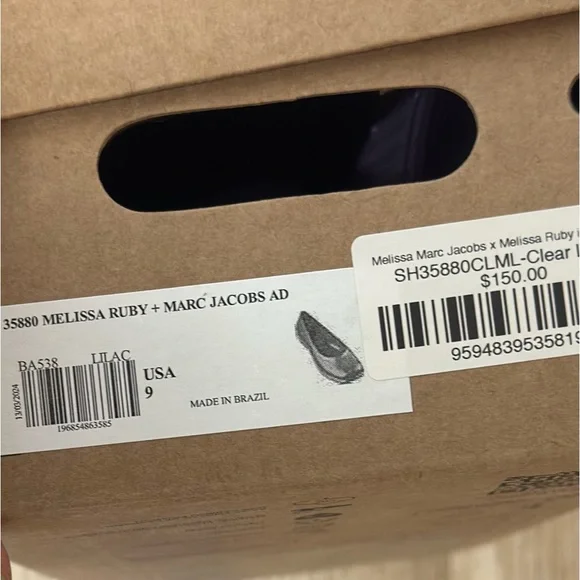 35880 MELISSA RUBY + MARC JACOBS AD
BA538 LILAC
13/03/2024
196854863585
USA
9
MADE IN BRAZIL
Melissa Marc Jacobs x Melissa Ruby
SH35880CLML-Clear
$150.00
9594839535819